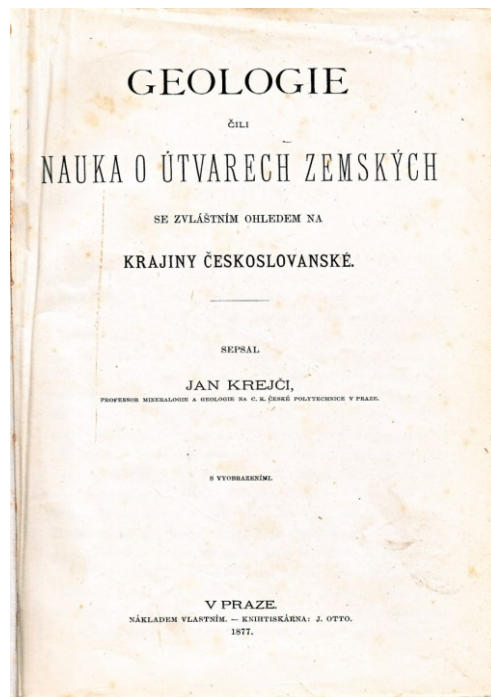 GEOLOGIE
ČILI
NAUKA O ÚTVARECH ZEMSKÝCH
SE ZVLÁŠTNÍM OHLEDEM NA
KRAJINY ČESKOSLOVANSKÉ.
SEPSAL
JAN KREJČI,
PROFESSOR MINERALOGIE A GEOLOGIE NA C. K. ČESKÉ POLYTECHNICE V PRAZE.
S VYOBRAZENÍMI.
V PRAZE.
NÁKLADEM VLASTNÍM. — KNIHTISKÁRNA: J. OTTO.
1877.